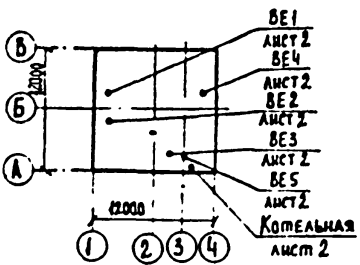 ВЕ1
лист 2
ВЕ4
лист 2
ВЕ2
лист 2
ВЕ3
лист 2
ВЕ5
лист 2
Котельная
лист 2
В
Б
А
12000
12000
1
2
3
4